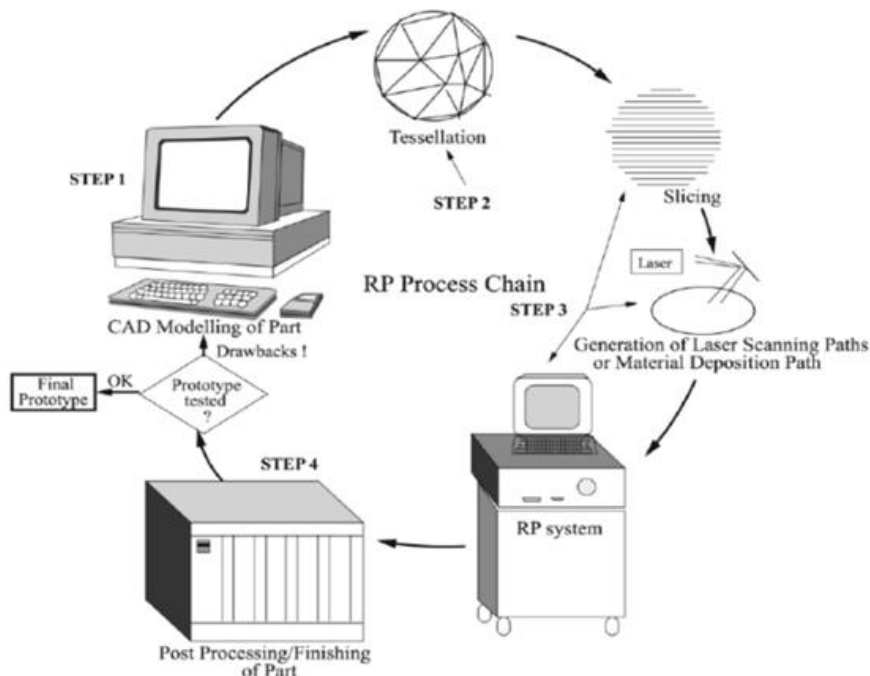 Tessellation
STEP 1
STEP 2
Slicing
Laser
RP Process Chain
STEP 3
CAD Modelling of Part
Generation of Laser Scanning Paths
or Material Deposition Path
Drawbacks !
Final
Prototype
OK
Prototype
tested
?
STEP 4
RP system
Post Processing/Finishing
of Part